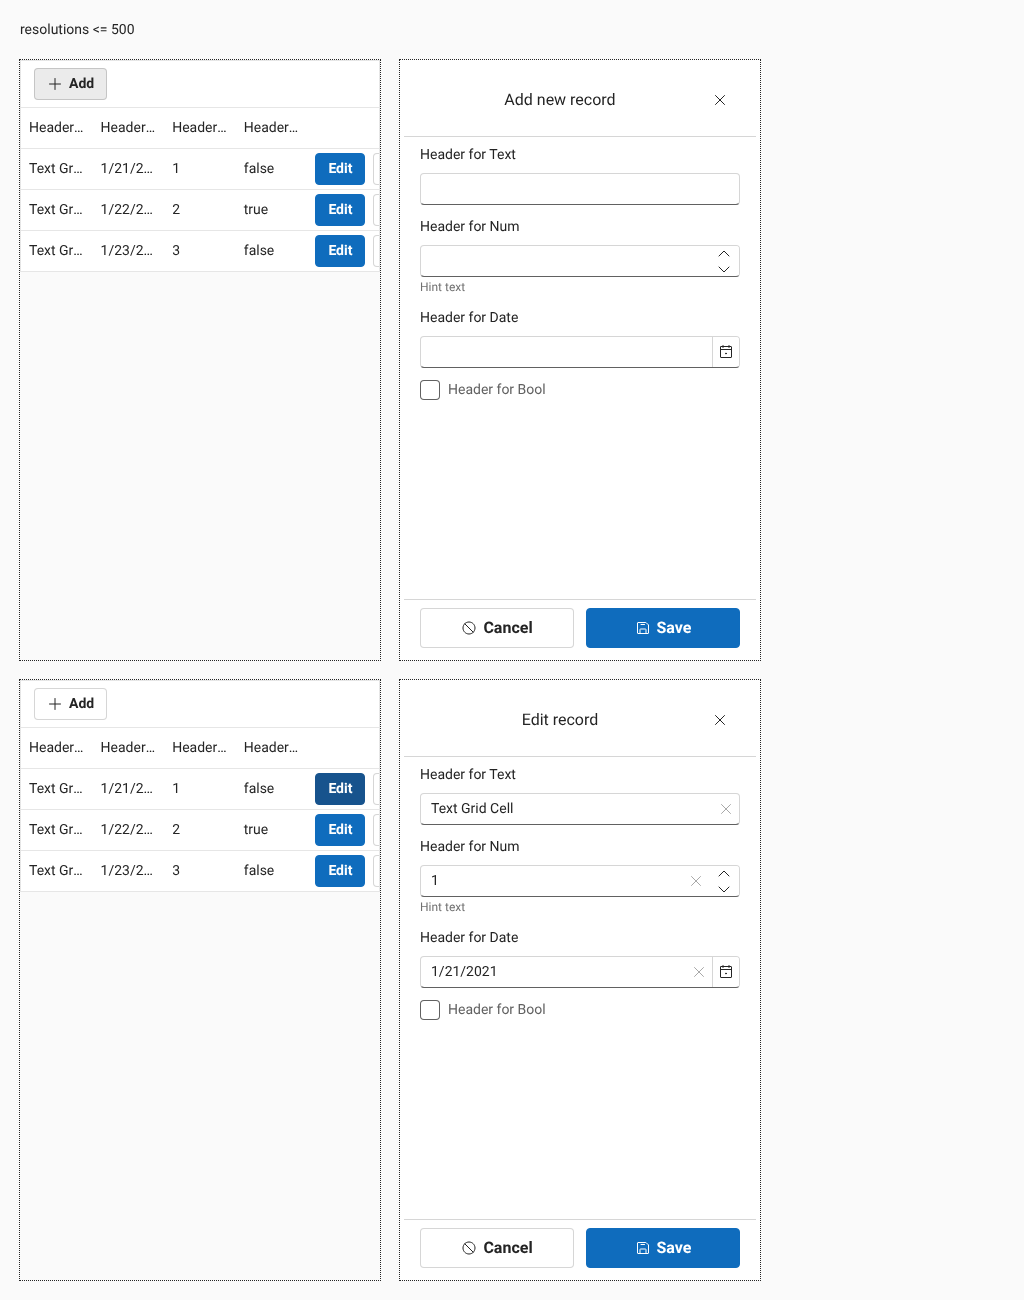 resolutions <= 500
Add
Header... Header... Header... Header...
Text Gr... 1/21/2... 1 false Edit
Text Gr... 1/22/2... 2 true Edit
Text Gr... 1/23/2... 3 false Edit
Add new record
Header for Text
Header for Num
Hint text
Header for Date
Header for Bool
Cancel Save
Add
Header... Header... Header... Header...
Text Gr... 1/21/2... 1 false Edit
Text Gr... 1/22/2... 2 true Edit
Text Gr... 1/23/2... 3 false Edit
Edit record
Header for Text
Text Grid Cell
Header for Num
1
Hint text
Header for Date
1/21/2021
Header for Bool
Cancel Save